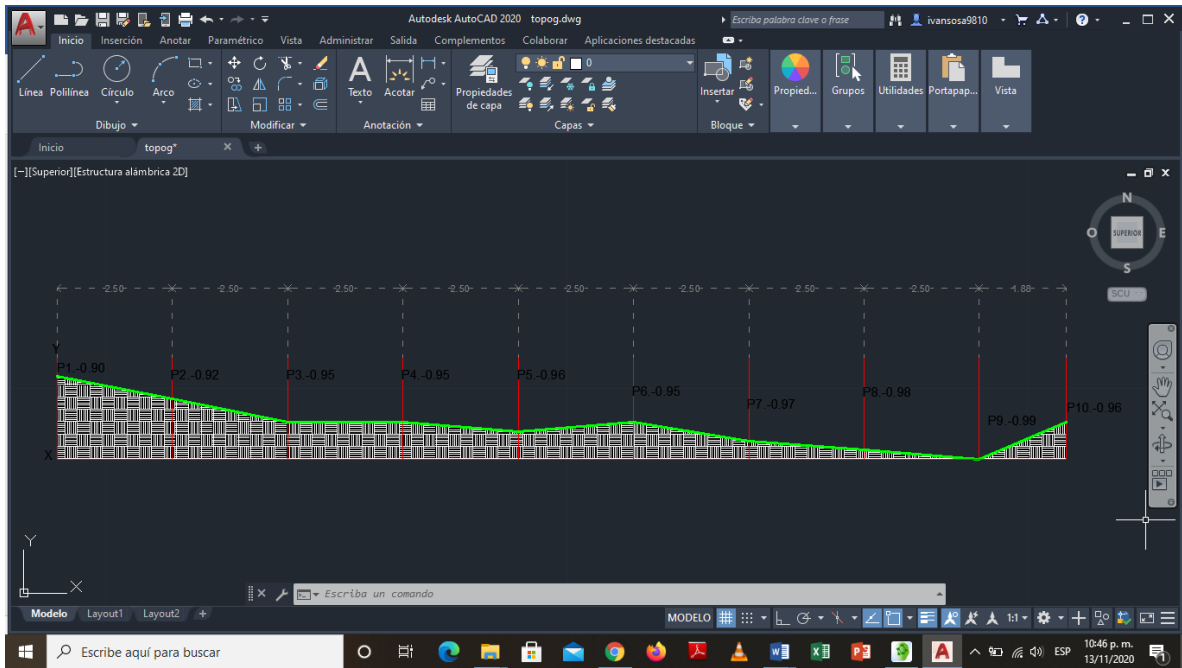 Autodesk AutoCAD 2020 topog.dwg
Escriba palabra clave o frase
ivansosa9810
Inicio Inserción Anotar Paramétrico Vista Administrar Salida Complementos Colaborar Aplicaciones destacadas
A
0
Línea Polilínea Círculo Arco
Texto Acotar
Propiedades de capa
Insertar
Propied... Grupos Utilidades Portapap... Vista
Dibujo Modificar Anotación Capas Bloque
Inicio topog*
[−][Superior][Estructura alámbrica 2D]
N
O SUPERIOR E
S
SCU
2.50 2.50 2.50 2.50 2.50 2.50 2.50 2.50 1.88
Y
P1.-0.90
P2.-0.92
P3.-0.95
P4.-0.95
P5.-0.96
P6.-0.95
P7.-0.97
P8.-0.98
P9.-0.99
P10.-0.96
X
Y
X
Escriba un comando
Modelo Layout1 Layout2 +
MODELO 1:1
Escribe aquí para buscar
ESP
10:46 p. m.
13/11/2020